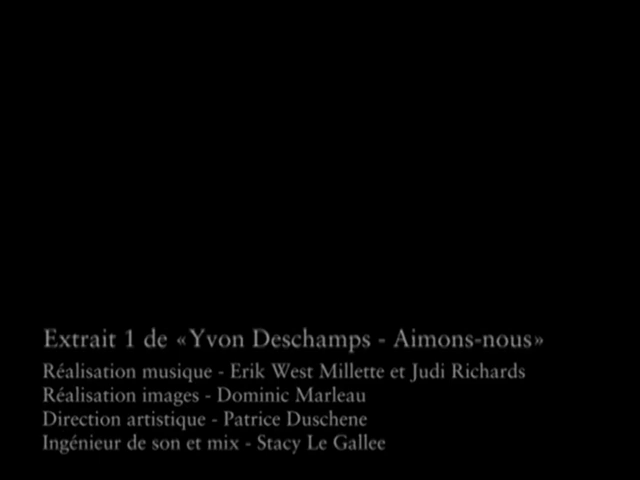 Extrait 1 de «Yvon Deschamps - Aimons-nous»
Réalisation musique - Erik West Millette et Judi Richards
Réalisation images - Dominic Marleau
Direction artistique - Patrice Duschene
Ingénieur de son et mix - Stacy Le Gallee